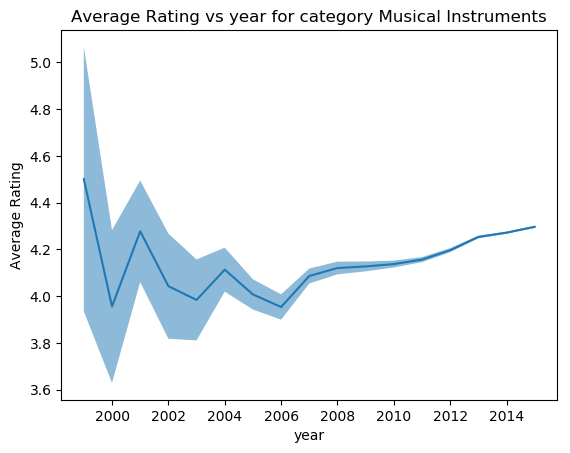 Average Rating vs year for category Musical Instruments
5.0
4.8
4.6
4.4
4.2
4.0
3.8
3.6
Average Rating
2000 2002 2004 2006 2008 2010 2012 2014
year